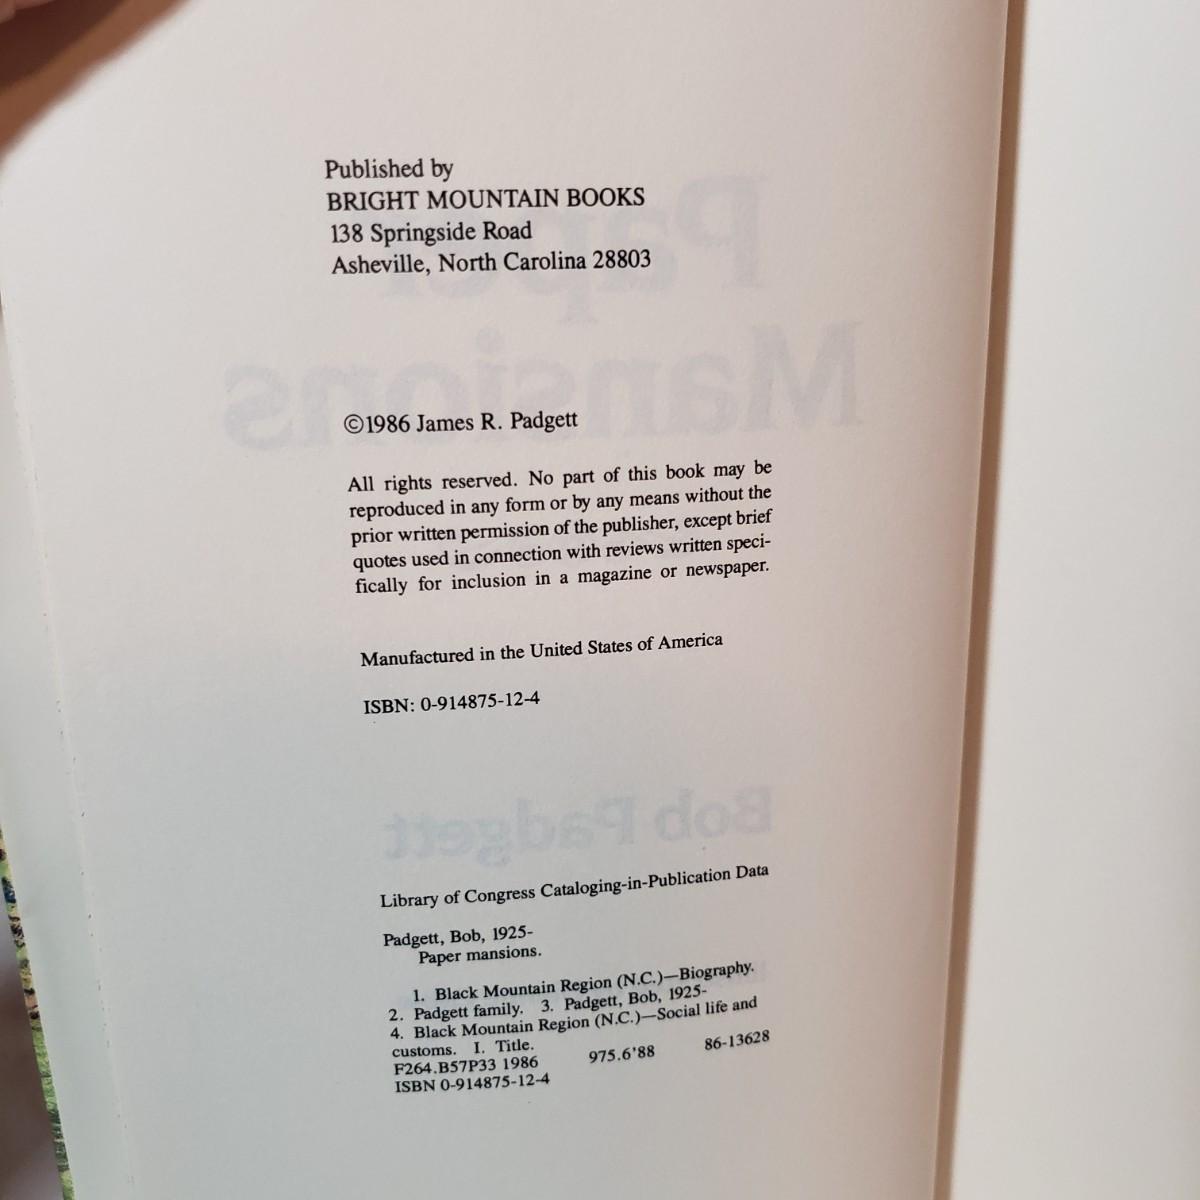 Published by
BRIGHT MOUNTAIN BOOKS
138 Springside Road
Asheville, North Carolina 28803
Paper
Mansions
©1986 James R. Padgett
All rights reserved. No part of this book may be
reproduced in any form or by any means without the
prior written permission of the publisher, except brief
quotes used in connection with reviews written speci-
fically for inclusion in a magazine or newspaper.
Manufactured in the United States of America
ISBN: 0-914875-12-4
Bob Padgett
Library of Congress Cataloging-in-Publication Data
Padgett, Bob, 1925-
Paper mansions.
1. Black Mountain Region (N.C.)—Biography.
2. Padgett family. 3. Padgett, Bob, 1925-
4. Black Mountain Region (N.C.)—Social life and
customs. I. Title.
F264.B57P33 1986 975.6'88 86-13628
ISBN 0-914875-12-4